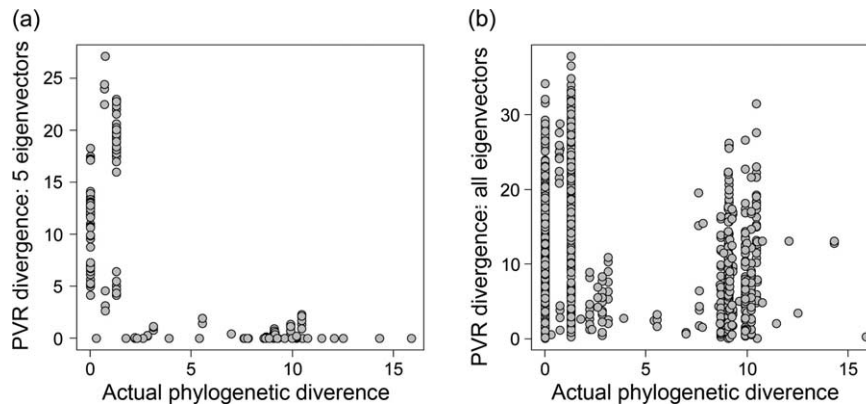 (a)
PVR divergence: 5 eigenvectors
25
20
15
10
5
0
0 5 10 15
Actual phylogenetic diverence
(b)
PVR divergence: all eigenvectors
30
20
10
0
0 5 10 15
Actual phylogenetic diverence